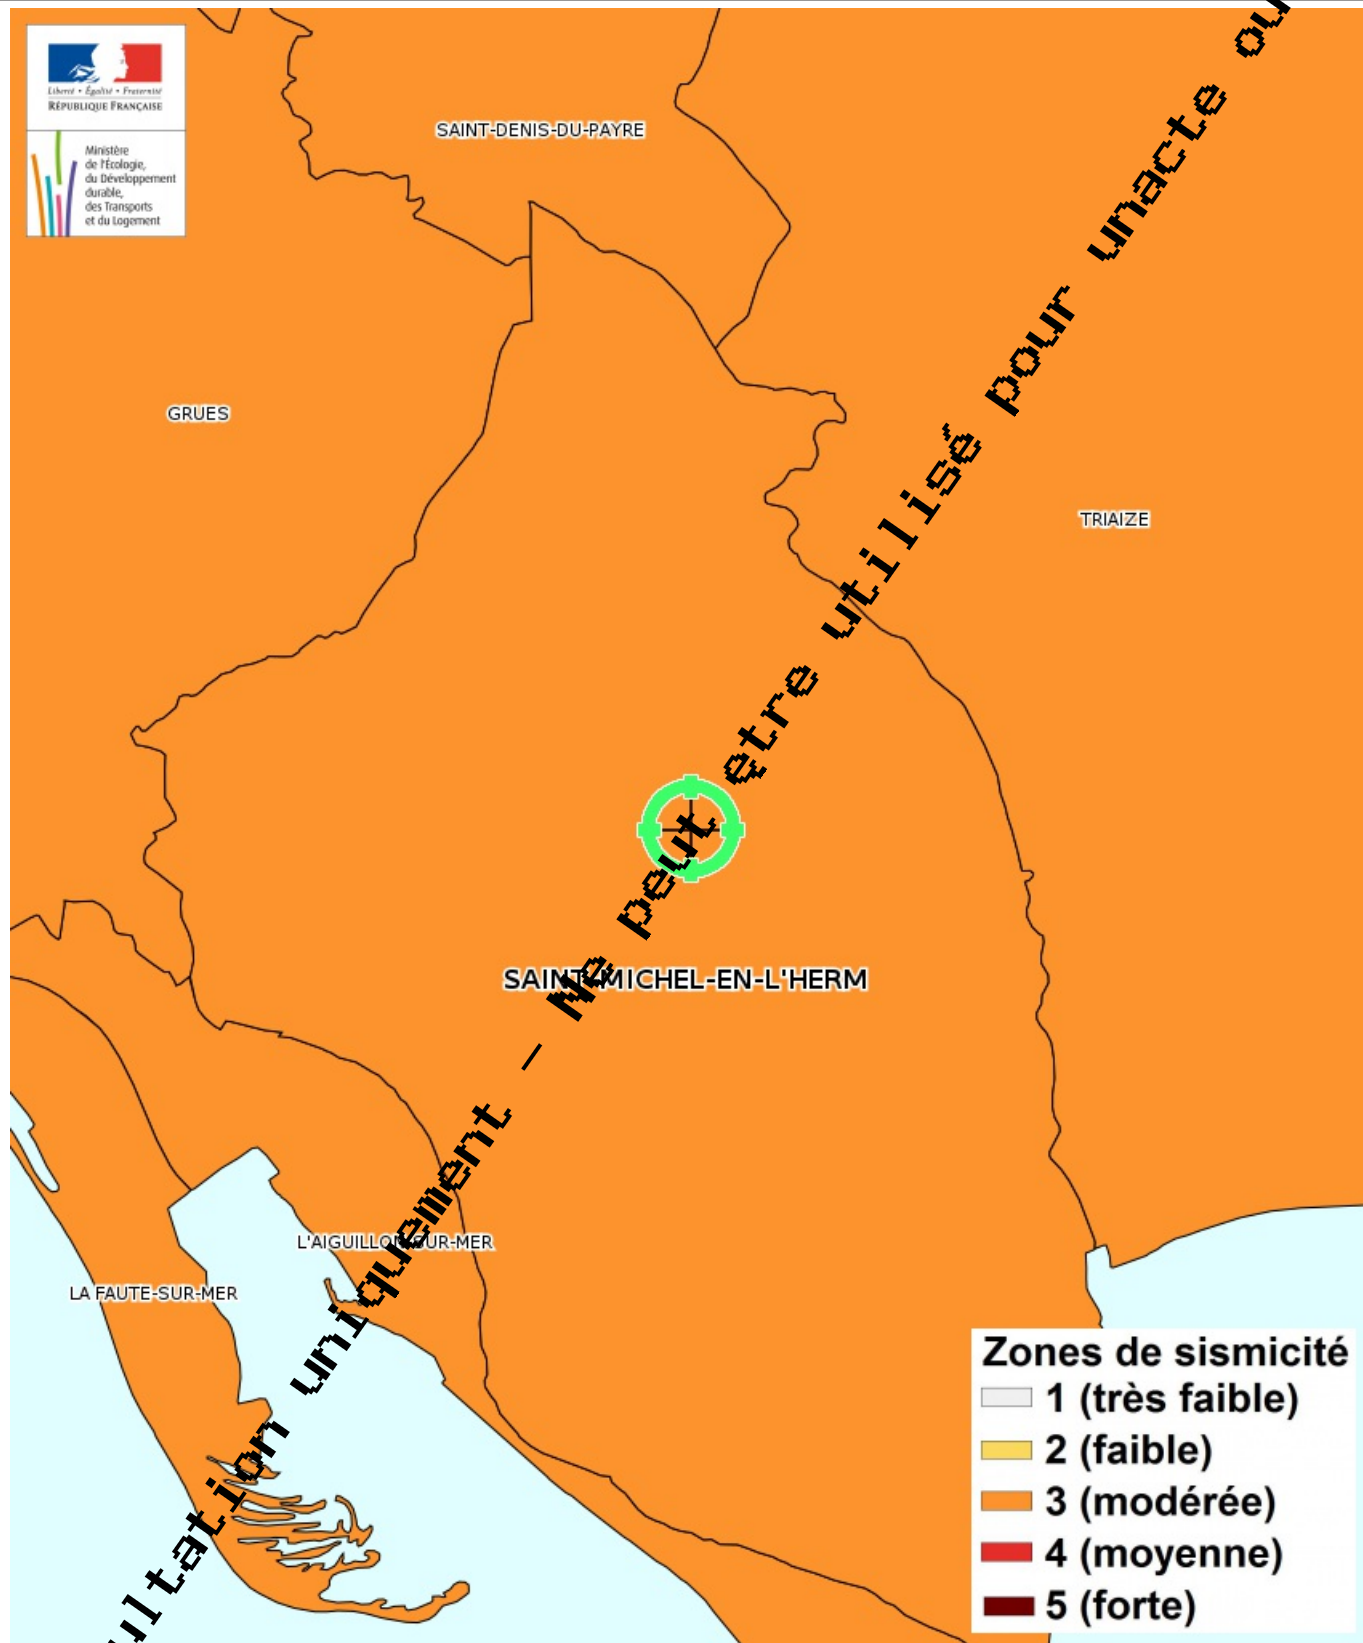 Liberté • Égalité • Fraternité
RÉPUBLIQUE FRANÇAISE
Ministère
de l'Écologie,
du Développement
durable,
des Transports
et du Logement
SAINT-DENIS-DU-PAYRE
GRUES
TRIAIZE
SAINT-MICHEL-EN-L'HERM
L'AIGUILLON-SUR-MER
LA FAUTE-SUR-MER
ultation uniquement - Ne peut etre utilisé pour unacte ou
Zones de sismicité
1 (très faible)
2 (faible)
3 (modérée)
4 (moyenne)
5 (forte)